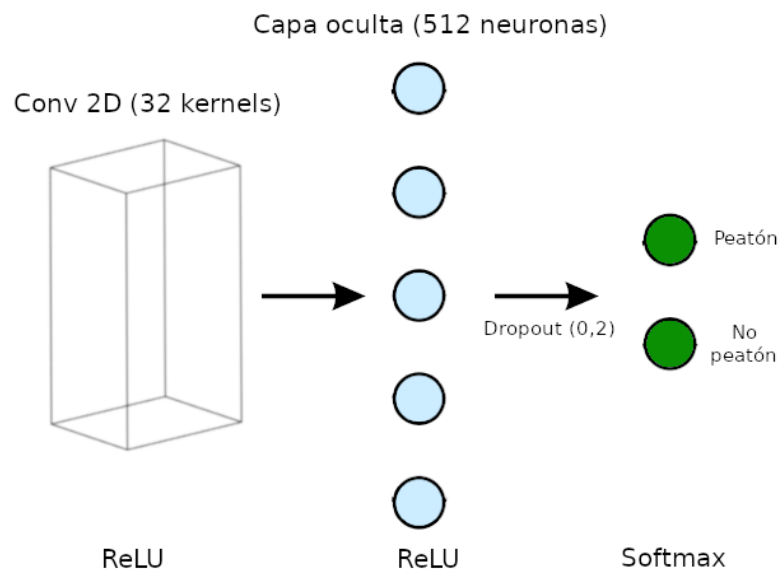 Capa oculta (512 neuronas)
Conv 2D (32 kernels)
Peatón
Dropout (0,2)
No
peatón
ReLU
ReLU
Softmax